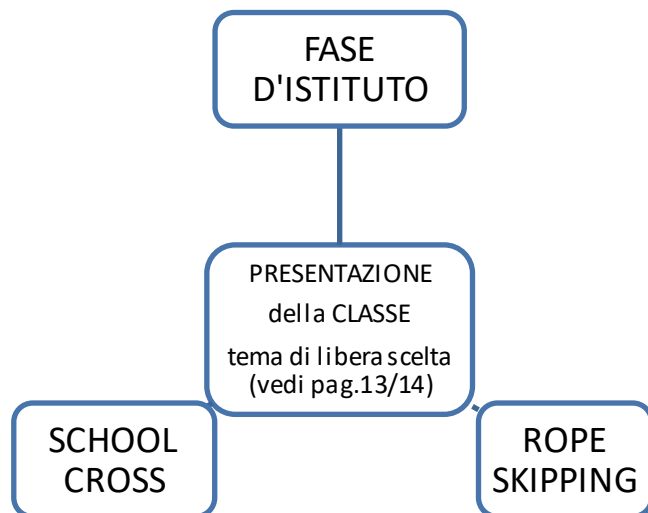 FASE
D'ISTITUTO
PRESENTAZIONE
della CLASSE
tema di libera scelta
(vedi pag.13/14)
SCHOOL
CROSS
ROPE
SKIPPING